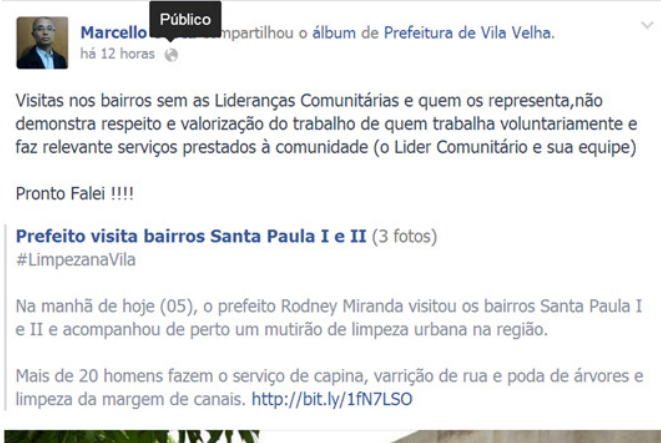 Público
Marcello compartilhou o álbum de Prefeitura de Vila Velha.
há 12 horas
Visitas nos bairros sem as Lideranças Comunitárias e quem os representa,não
demonstra respeito e valorização do trabalho de quem trabalha voluntariamente e
faz relevante serviços prestados à comunidade (o Lider Comunitário e sua equipe)
Pronto Falei !!!!
Prefeito visita bairros Santa Paula I e II (3 fotos)
#LimpezanaVila
Na manhã de hoje (05), o prefeito Rodney Miranda visitou os bairros Santa Paula I
e II e acompanhou de perto um mutirão de limpeza urbana na região.
Mais de 20 homens fazem o serviço de capina, varrição de rua e poda de árvores e
limpeza da margem de canais. http://bit.ly/1fN7LSO